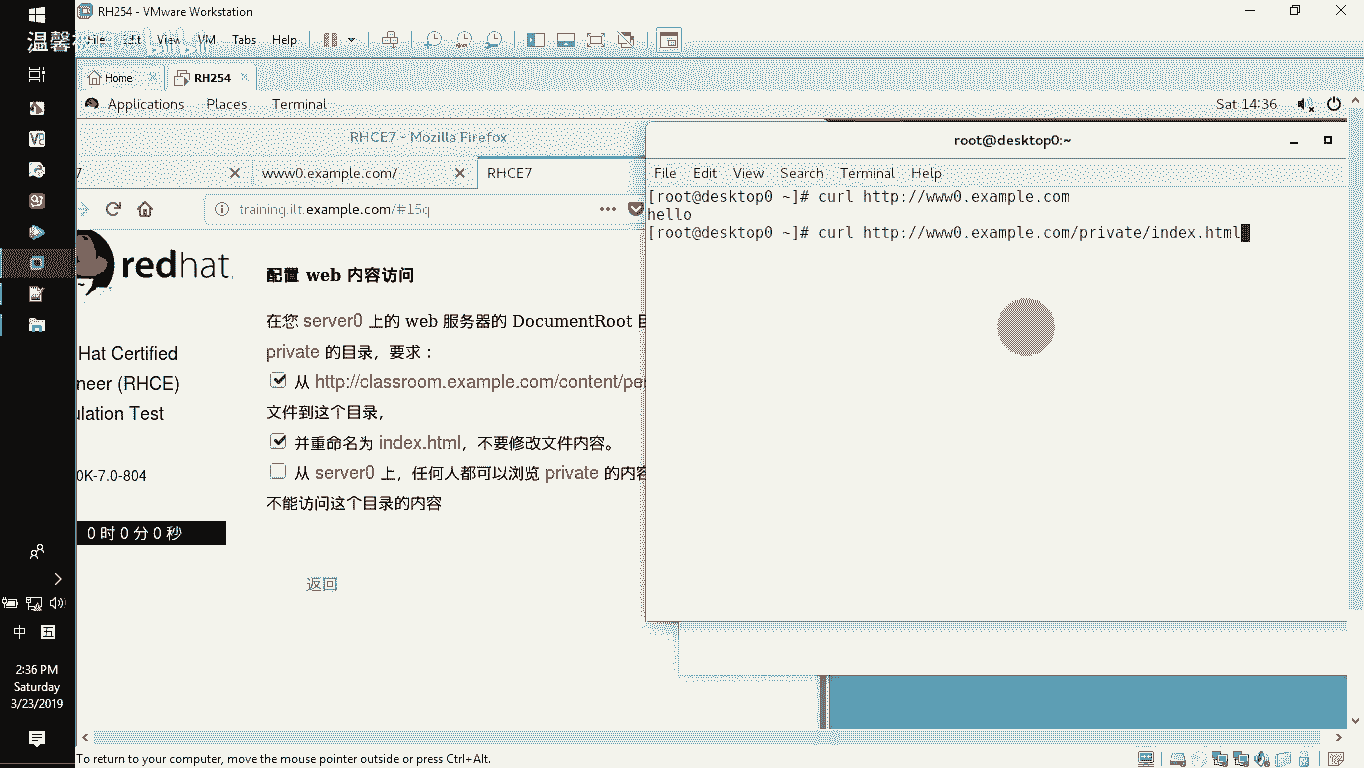 RH254 - VMware Workstation
温馨
Edit View VM Tabs Help
Home
RH254
Applications Places Terminal
Sat 14:36
RHCE7 - Mozilla Firefox
7
www0.example.com/
RHCE7
training.ilt.example.com/#15q
redhat.
Hat Certified
neer (RHCE)
ulation Test
0K-7.0-804
0 时 0 分 0 秒
配置 web 内容访问
在您 server0 上的 web 服务器的 DocumentRoot 目
private 的目录，要求：
从 http://classroom.example.com/content/pe
文件到这个目录，
并重命名为 index.html，不要修改文件内容。
从 server0 上，任何人都可以浏览 private 的内容
不能访问这个目录的内容
返回
root@desktop0:~
File Edit View Search Terminal Help
[root@desktop0 ~]# curl http://www0.example.com
hello
[root@desktop0 ~]# curl http://www0.example.com/private/index.html
中 五
2:36 PM
Saturday
3/23/2019
To return to your computer, move the mouse pointer outside or press Ctrl+Alt.